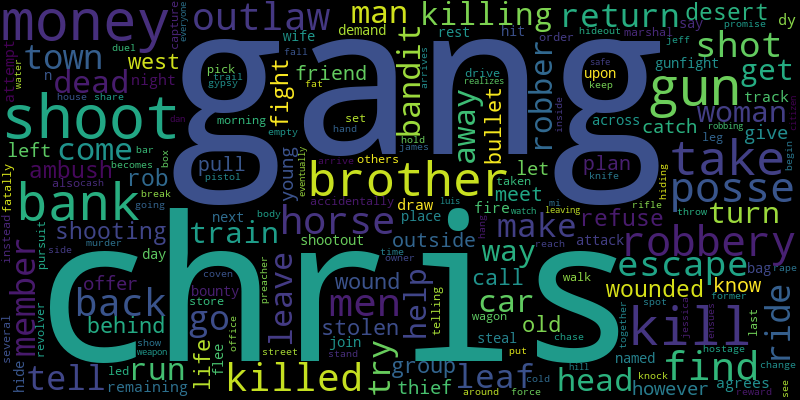 gang
chris
shoot
money
brother
gun
outlaw
killing
return
desert
shot
get
man
town
west
dead
night
attempt
capture
everyone
duel
wife
demand
rest
hit
order
hideout
marshal
say
promise
dy
jeff
gunfight
upon
safe
keep
track
water
pick
gypsy
trail
fat
friend
fight
drive
realizes
fall
arrives
bandit
robber
inside
bullet
away
across
catch
woman
give
robbing
citizen
house
share
n
morning
empty
hand
set
hold
james
left
come
dan
bar
box
pull
pistol
others
young
eventually
let
plan
knife
leg
take
begin
posse
fatally
ambush
also
cash
becomes
rob
arrive
taken
meet
hiding
bank
break
going
accidentally
draw
fire
luis
watch
mi
leaving
rifle
throw
turn
instead
shooting
train
next
body
horse
place
hang
make
refuse
robbery
pursuit
side
murder
day
time
shootout
outside
way
attack
reach
escape
bag
rape
member
back
offer
bounty
store
coven
owner
leave
preacher
wound
help
call
car
walk
wounded
know
several
revolver
behind
go
flee
office
men
telling
wagon
old
spot
former
together
jessica
ensues
last
ride
hide
show
weapon
life
street
stolen
join
stand
steal
chase
named
hostage
kill
tell
led
run
remaining
killed
try
group
thief
leaf
put
cold
around
force
head
hill
knock
however
agrees
find
change
reward
see